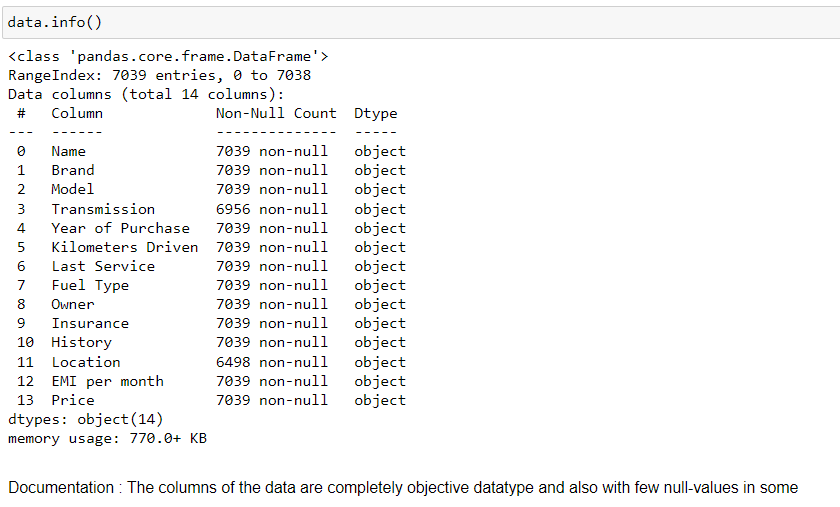 data.info()
<class 'pandas.core.frame.DataFrame'>
RangeIndex: 7039 entries, 0 to 7038
Data columns (total 14 columns):
 #   Column             Non-Null Count  Dtype
---  ------             --------------  -----
 0   Name               7039 non-null   object
 1   Brand              7039 non-null   object
 2   Model              7039 non-null   object
 3   Transmission       6956 non-null   object
 4   Year of Purchase   7039 non-null   object
 5   Kilometers Driven  7039 non-null   object
 6   Last Service       7039 non-null   object
 7   Fuel Type          7039 non-null   object
 8   Owner              7039 non-null   object
 9   Insurance          7039 non-null   object
 10  History            7039 non-null   object
 11  Location           6498 non-null   object
 12  EMI per month      7039 non-null   object
 13  Price              7039 non-null   object
dtypes: object(14)
memory usage: 770.0+ KB
Documentation : The columns of the data are completely objective datatype and also with few null-values in some